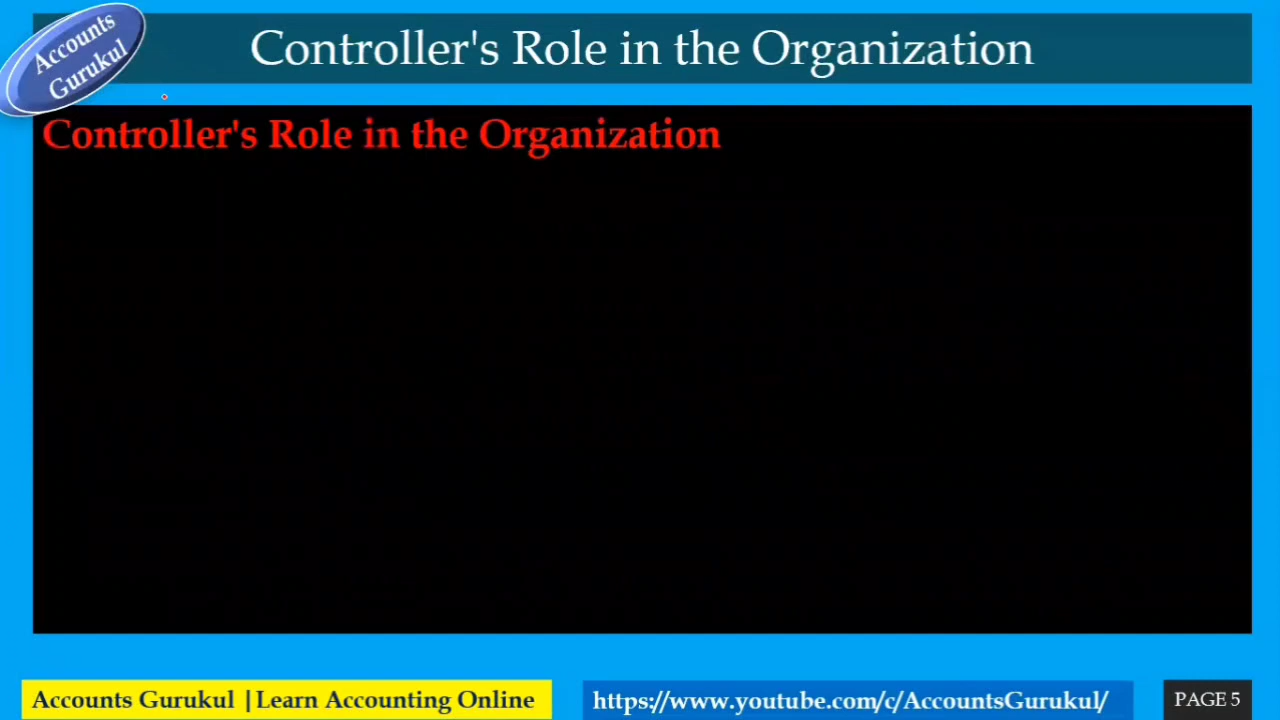 Accounts
Gurukul
Controller's Role in the Organization
Controller's Role in the Organization
Accounts Gurukul |Learn Accounting Online
https://www.youtube.com/c/AccountsGurukul/
PAGE 5